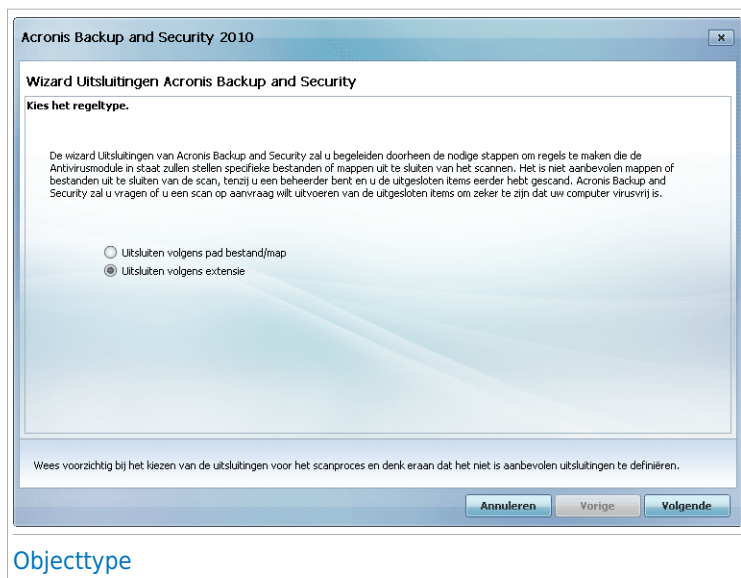 Acronis Backup and Security 2010
Wizard Uitsluitingen Acronis Backup and Security
Kies het regeltype.
De wizard Uitsluitingen van Acronis Backup and Security zal u begeleiden doorheen de nodige stappen om regels te maken die de
Antivirusmodule in staat zullen stellen specifieke bestanden of mappen uit te sluiten van het scannen. Het is niet aanbevolen mappen of
bestanden uit te sluiten van de scan, tenzij u een beheerder bent en u de uitgesloten items eerder hebt gescand. Acronis Backup and
Security zal u vragen of u een scan op aanvraag wilt uitvoeren van de uitgesloten items om zeker te zijn dat uw computer virusvrij is.
Uitsluiten volgens pad bestand/map
Uitsluiten volgens extensie
Wees voorzichtig bij het kiezen van de uitsluitingen voor het scanproces en denk eraan dat het niet is aanbevolen uitsluitingen te definiëren.
Annuleren Vorige Volgende
Objecttype